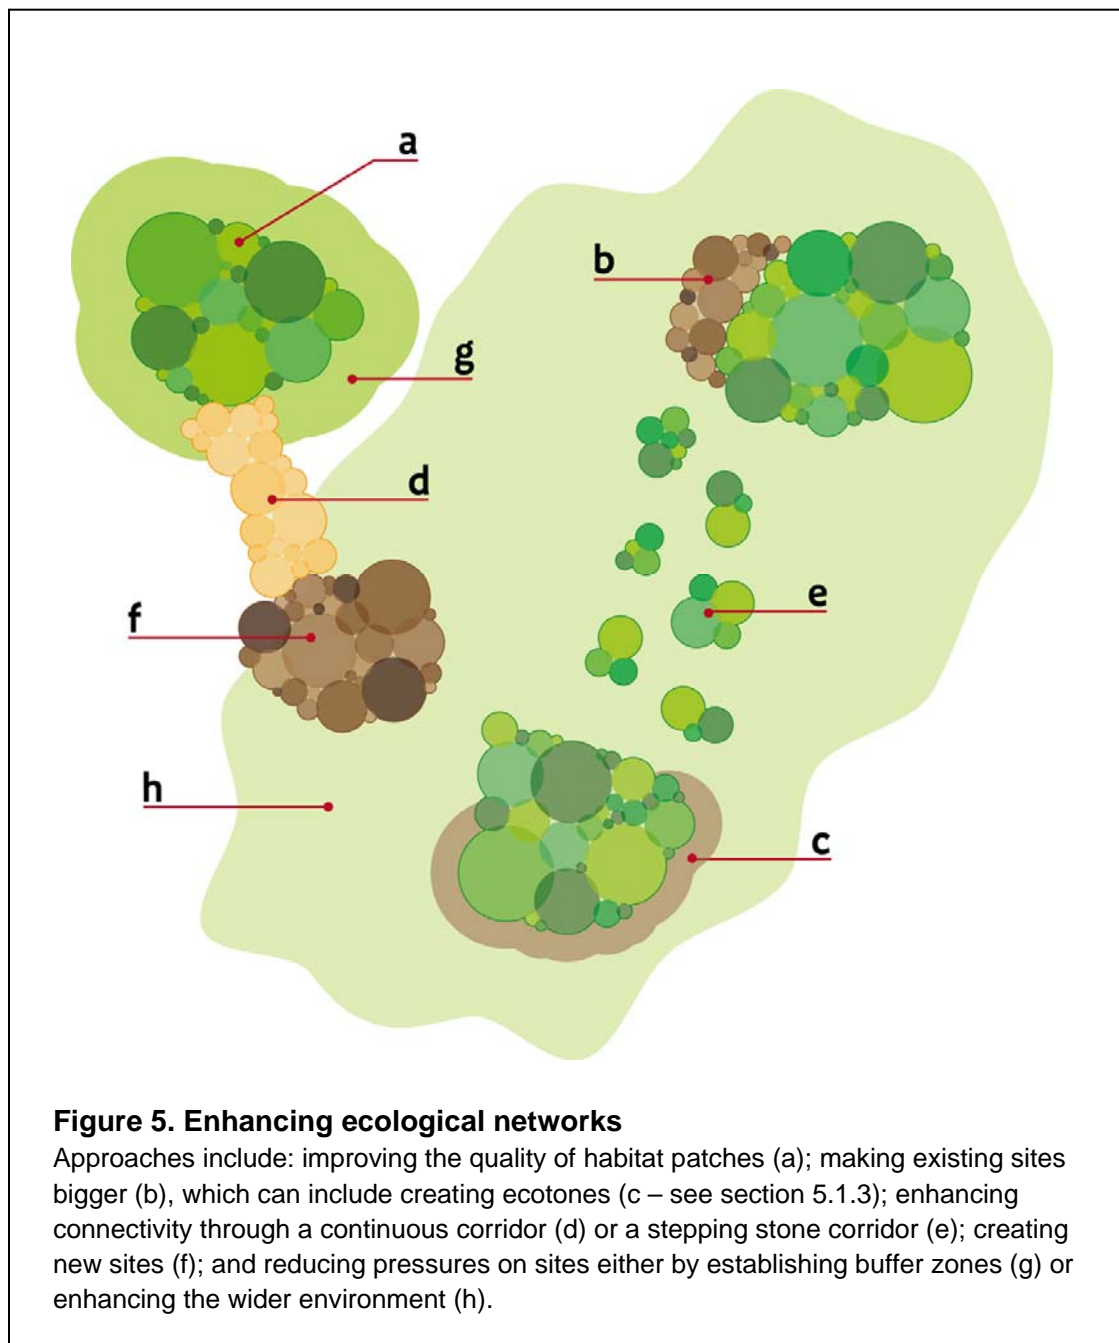 a
b
g
d
f
e
h
c
Figure 5. Enhancing ecological networks
Approaches include: improving the quality of habitat patches (a); making existing sites
bigger (b), which can include creating ecotones (c – see section 5.1.3); enhancing
connectivity through a continuous corridor (d) or a stepping stone corridor (e); creating
new sites (f); and reducing pressures on sites either by establishing buffer zones (g) or
enhancing the wider environment (h).